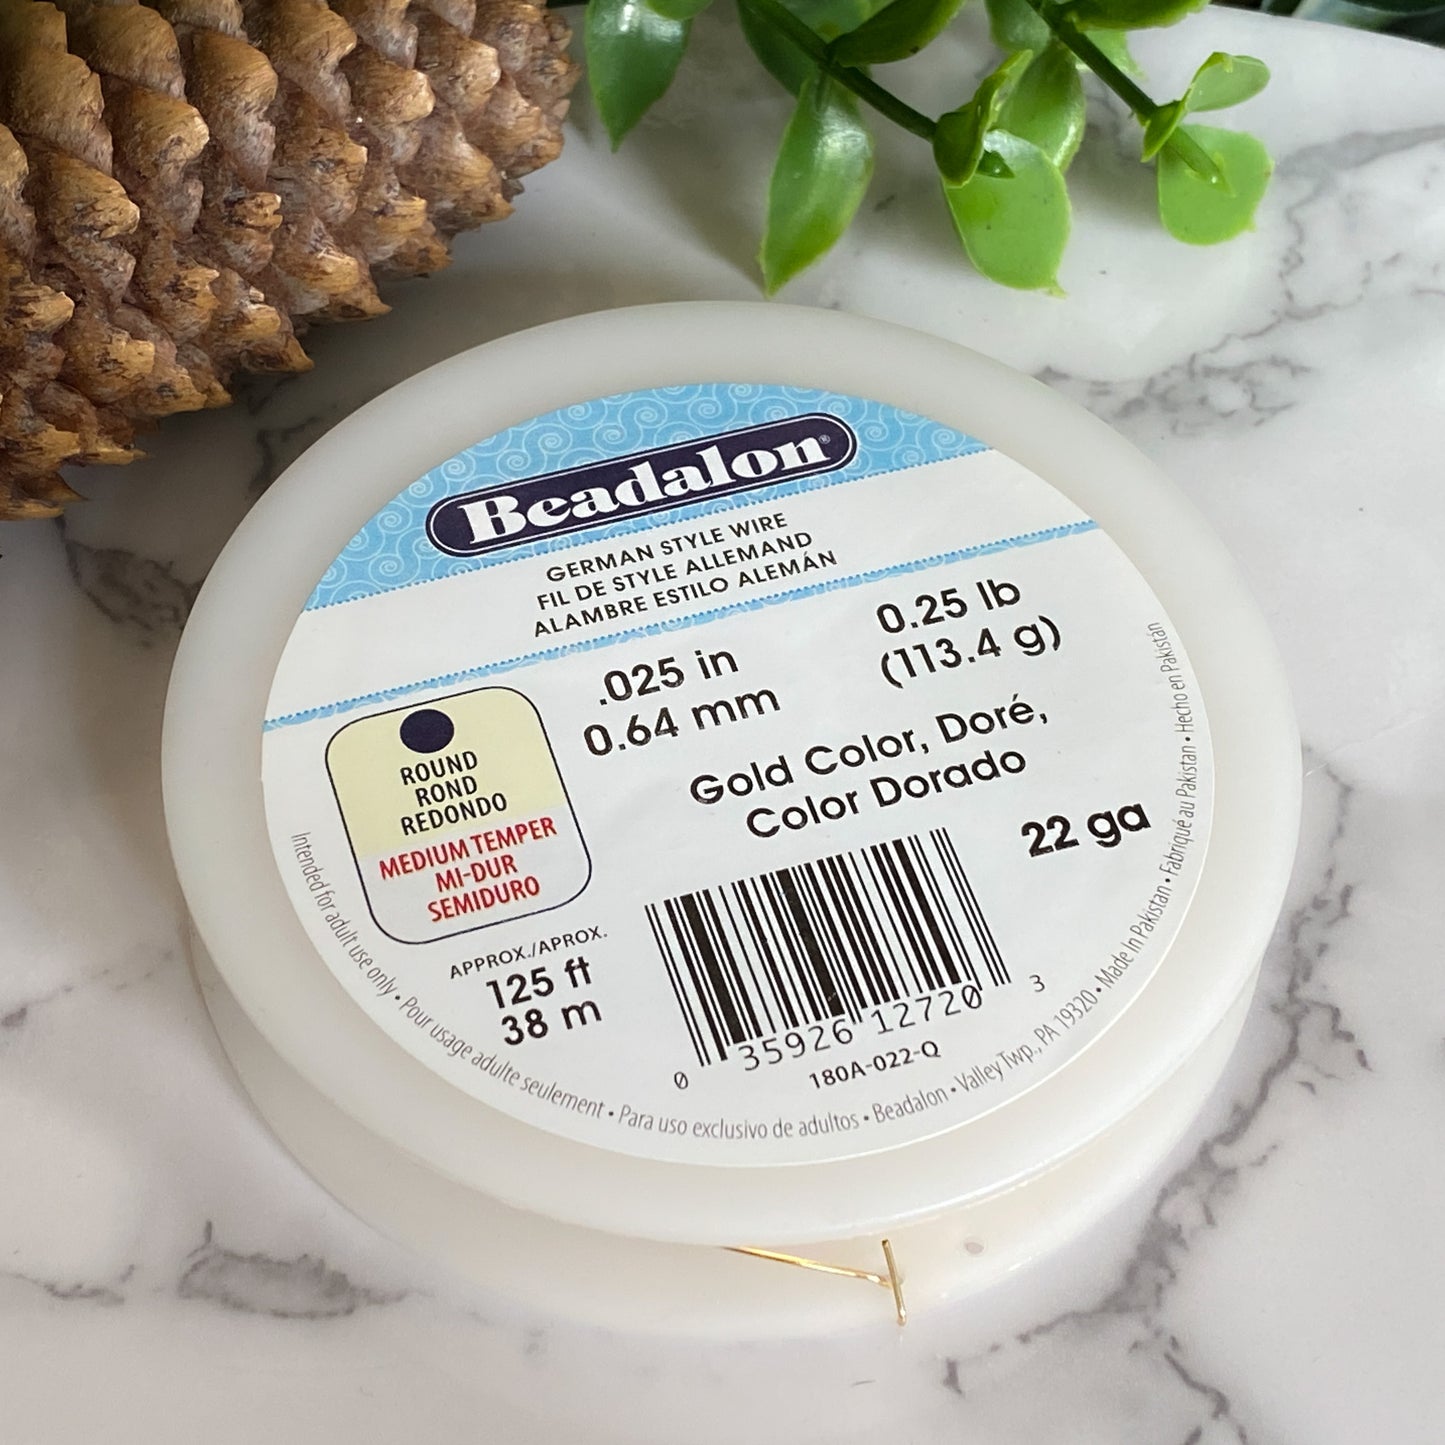 Beadalon®
GERMAN STYLE WIRE
FIL DE STYLE ALLEMAND
ALAMBRE ESTILO ALEMÁN
.025 in
0.64 mm
0.25 lb
(113.4 g)
Gold Color, Doré,
Color Dorado
22 ga
ROUND
ROND
REDONDO
MEDIUM TEMPER
MI-DUR
SEMIDURO
APPROX./APROX.
125 ft
38 m
0 35926 12720 3
180A-022-Q
Intended for adult use only • Pour usage adulte seulement • Para uso exclusivo de adultos • Beadalon • Valley Twp., PA 19320 • Made In Pakistan • Fabriqué au Pakistan • Hecho en Pakistán